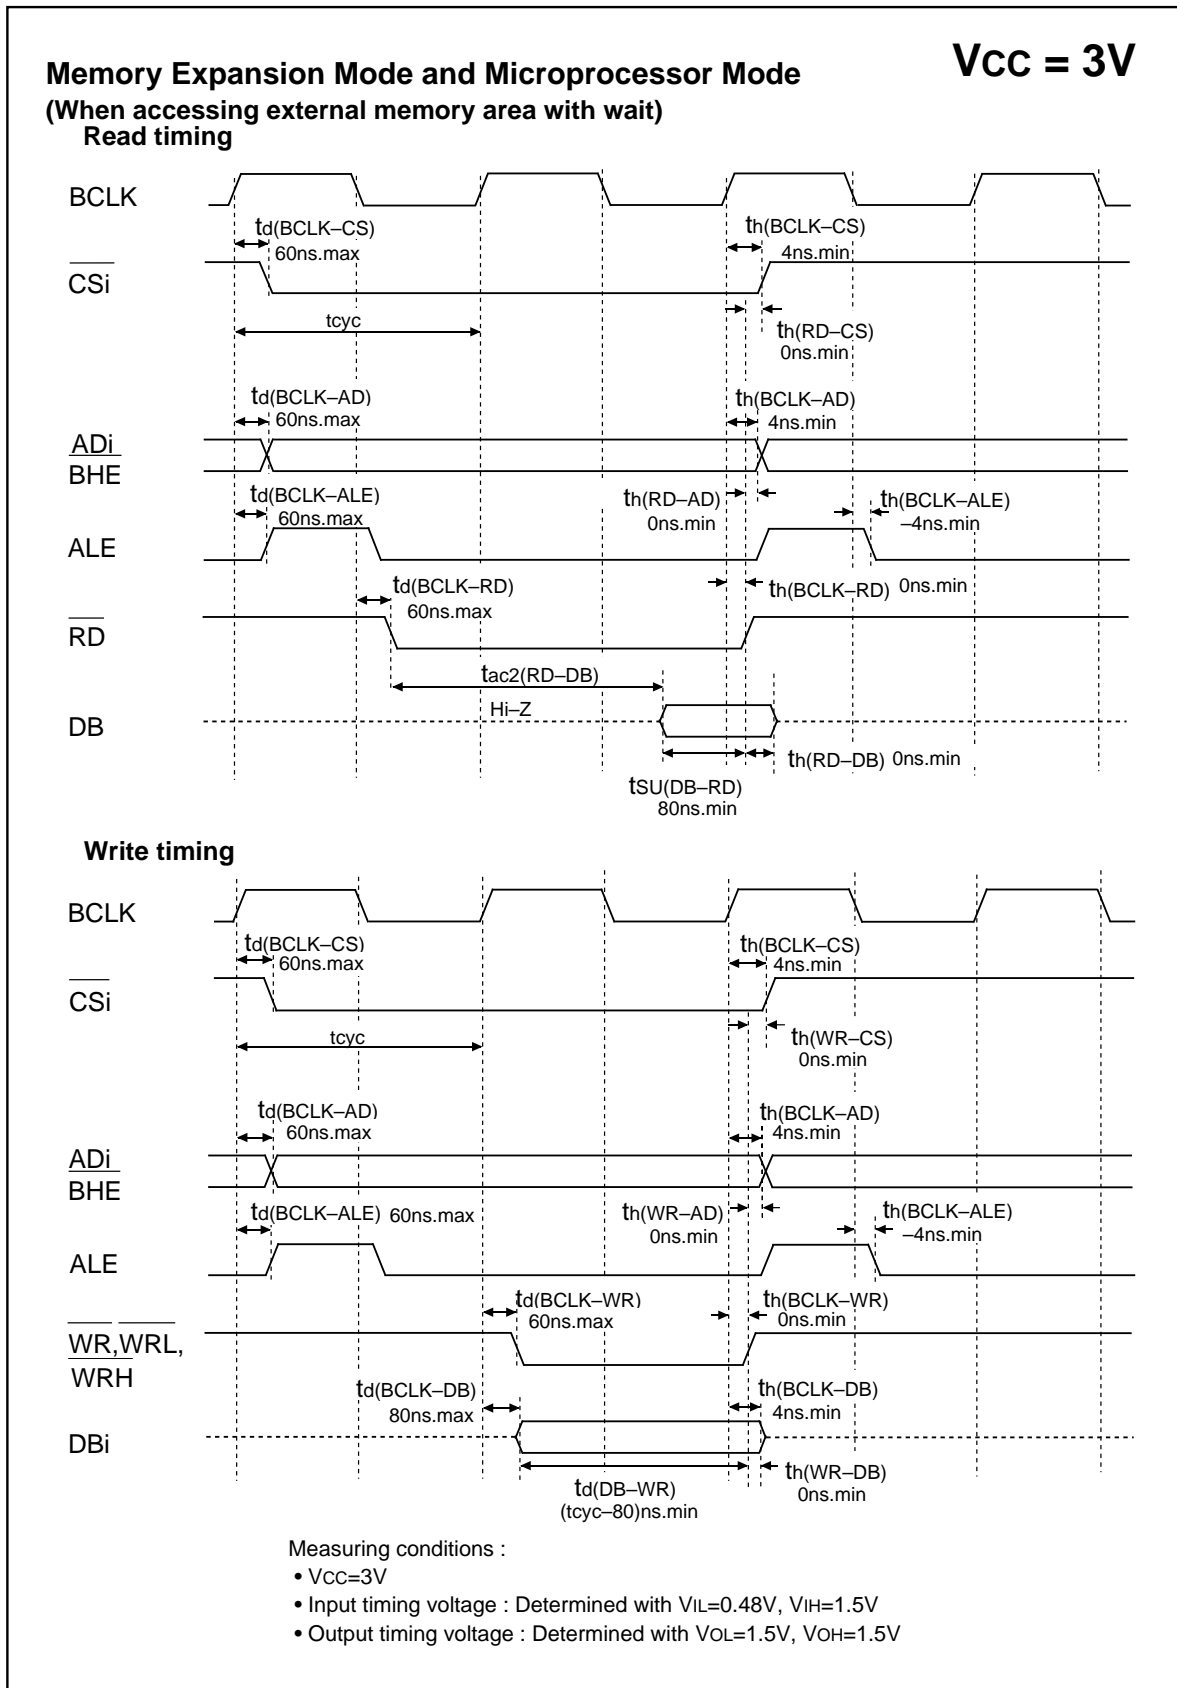 VCC = 3V
Memory Expansion Mode and Microprocessor Mode
(When accessing external memory area with wait)
Read timing
BCLK
td(BCLK–CS)
60ns.max
th(BCLK–CS)
4ns.min
CSi
tcyc
th(RD–CS)
0ns.min
td(BCLK–AD)
60ns.max
th(BCLK–AD)
4ns.min
ADi
BHE
td(BCLK–ALE)
60ns.max
th(RD–AD)
0ns.min
th(BCLK–ALE)
–4ns.min
ALE
td(BCLK–RD)
60ns.max
th(BCLK–RD) 0ns.min
RD
tac2(RD–DB)
Hi–Z
DB
th(RD–DB) 0ns.min
tSU(DB–RD)
80ns.min
Write timing
BCLK
td(BCLK–CS)
60ns.max
th(BCLK–CS)
4ns.min
CSi
tcyc
th(WR–CS)
0ns.min
td(BCLK–AD)
60ns.max
th(BCLK–AD)
4ns.min
ADi
BHE
td(BCLK–ALE) 60ns.max
th(WR–AD)
0ns.min
th(BCLK–ALE)
–4ns.min
ALE
td(BCLK–WR)
60ns.max
th(BCLK–WR)
0ns.min
WR,WRL,
WRH
td(BCLK–DB)
80ns.max
th(BCLK–DB)
4ns.min
DBi
td(DB–WR)
(tcyc–80)ns.min
th(WR–DB)
0ns.min
Measuring conditions :
• VCC=3V
• Input timing voltage : Determined with VIL=0.48V, VIH=1.5V
• Output timing voltage : Determined with VOL=1.5V, VOH=1.5V